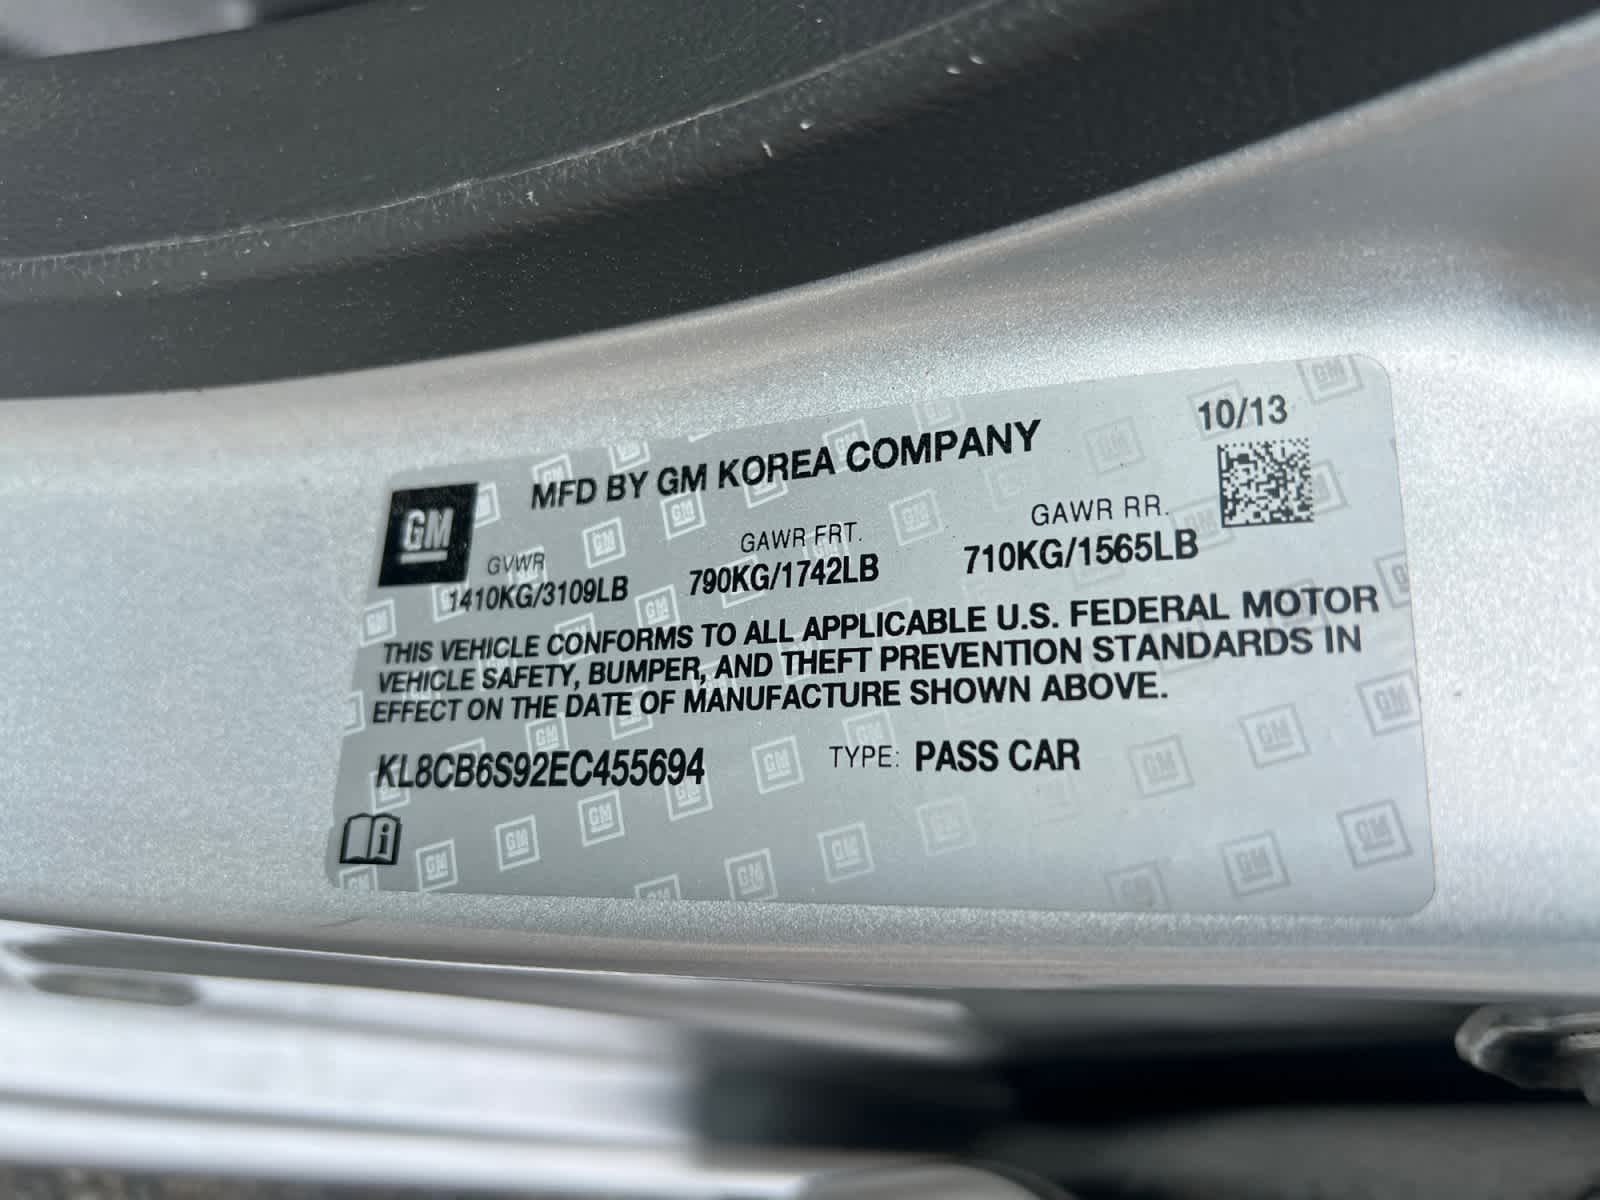 10/13
MFD BY GM KOREA COMPANY
GM
GVWR GAWR FRT. GAWR RR.
1410KG/3109LB 790KG/1742LB 710KG/1565LB
THIS VEHICLE CONFORMS TO ALL APPLICABLE U.S. FEDERAL MOTOR
VEHICLE SAFETY, BUMPER, AND THEFT PREVENTION STANDARDS IN
EFFECT ON THE DATE OF MANUFACTURE SHOWN ABOVE.
KL8CB6S92EC455694 TYPE: PASS CAR